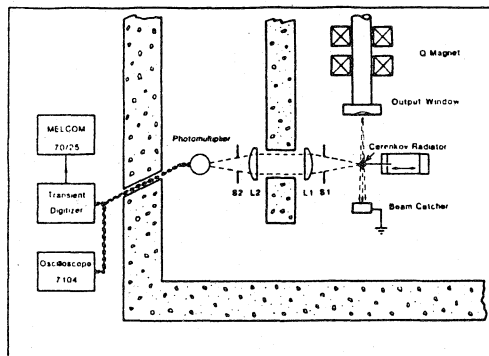 Q Magnet
Output Window
MELCOM
70/25
Photomultiplier
Cerenkov Radiator
Transient
Digitizer
S2 L2
L1 S1
Beam Catcher
Oscilloscope
7104